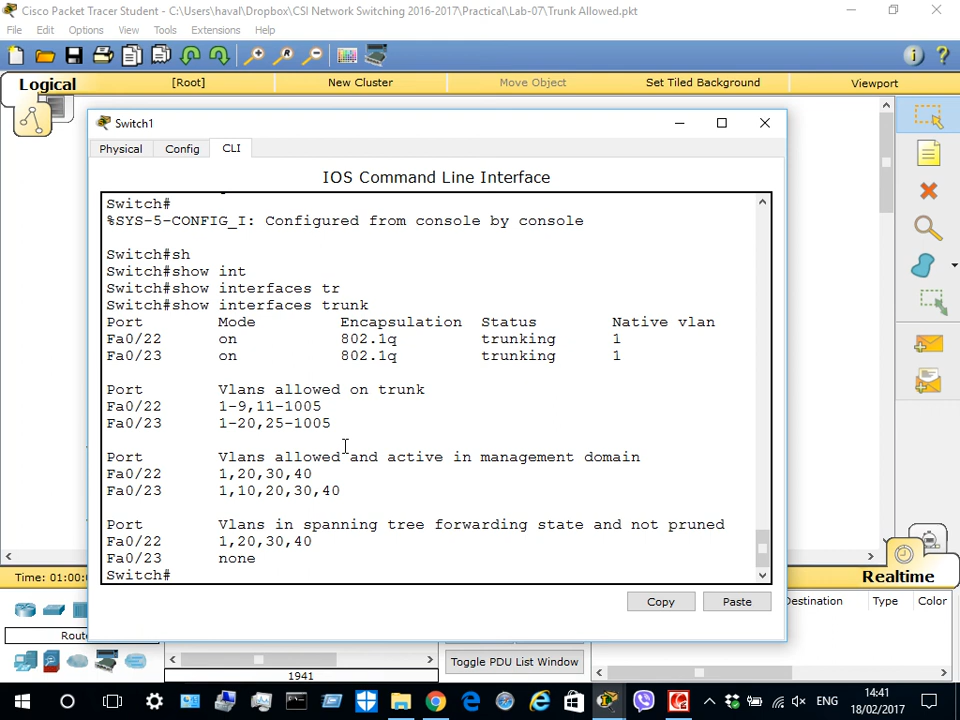 Cisco Packet Tracer Student - C:\Users\haval\Dropbox\CSI Network Switching 2016-2017\Practical\Lab-07\Trunk Allowed.pkt
File Edit Options View Tools Extensions Help
Logical [Root] New Cluster Move Object Set Tiled Background Viewport
Switch1
Physical Config CLI
IOS Command Line Interface
Switch#
%SYS-5-CONFIG_I: Configured from console by console
Switch#sh
Switch#show int
Switch#show interfaces tr
Switch#show interfaces trunk
Port Mode Encapsulation Status Native vlan
Fa0/22 on 802.1q trunking 1
Fa0/23 on 802.1q trunking 1
Port Vlans allowed on trunk
Fa0/22 1-9,11-1005
Fa0/23 1-20,25-1005
Port Vlans allowed and active in management domain
Fa0/22 1,20,30,40
Fa0/23 1,10,20,30,40
Port Vlans in spanning tree forwarding state and not pruned
Fa0/22 1,20,30,40
Fa0/23 none
Switch#
Copy Paste
Time: 01:00: Realtime
Destination Type Color
Route
Toggle PDU List Window
1941
ENG 14:41
18/02/2017